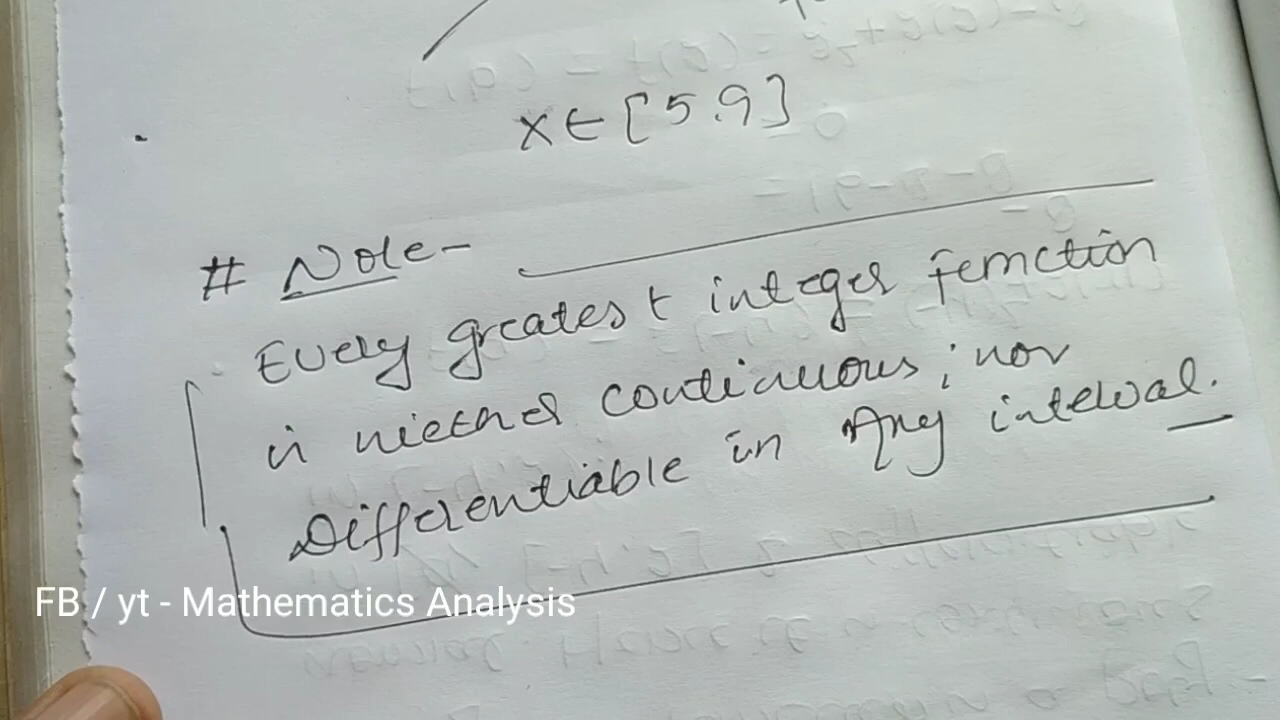 x ∈ [5.9]
# Note -
Every greatest integer function
is niether continuous ; nor
Differentiable in Any interval.
FB / yt - Mathematics Analysis